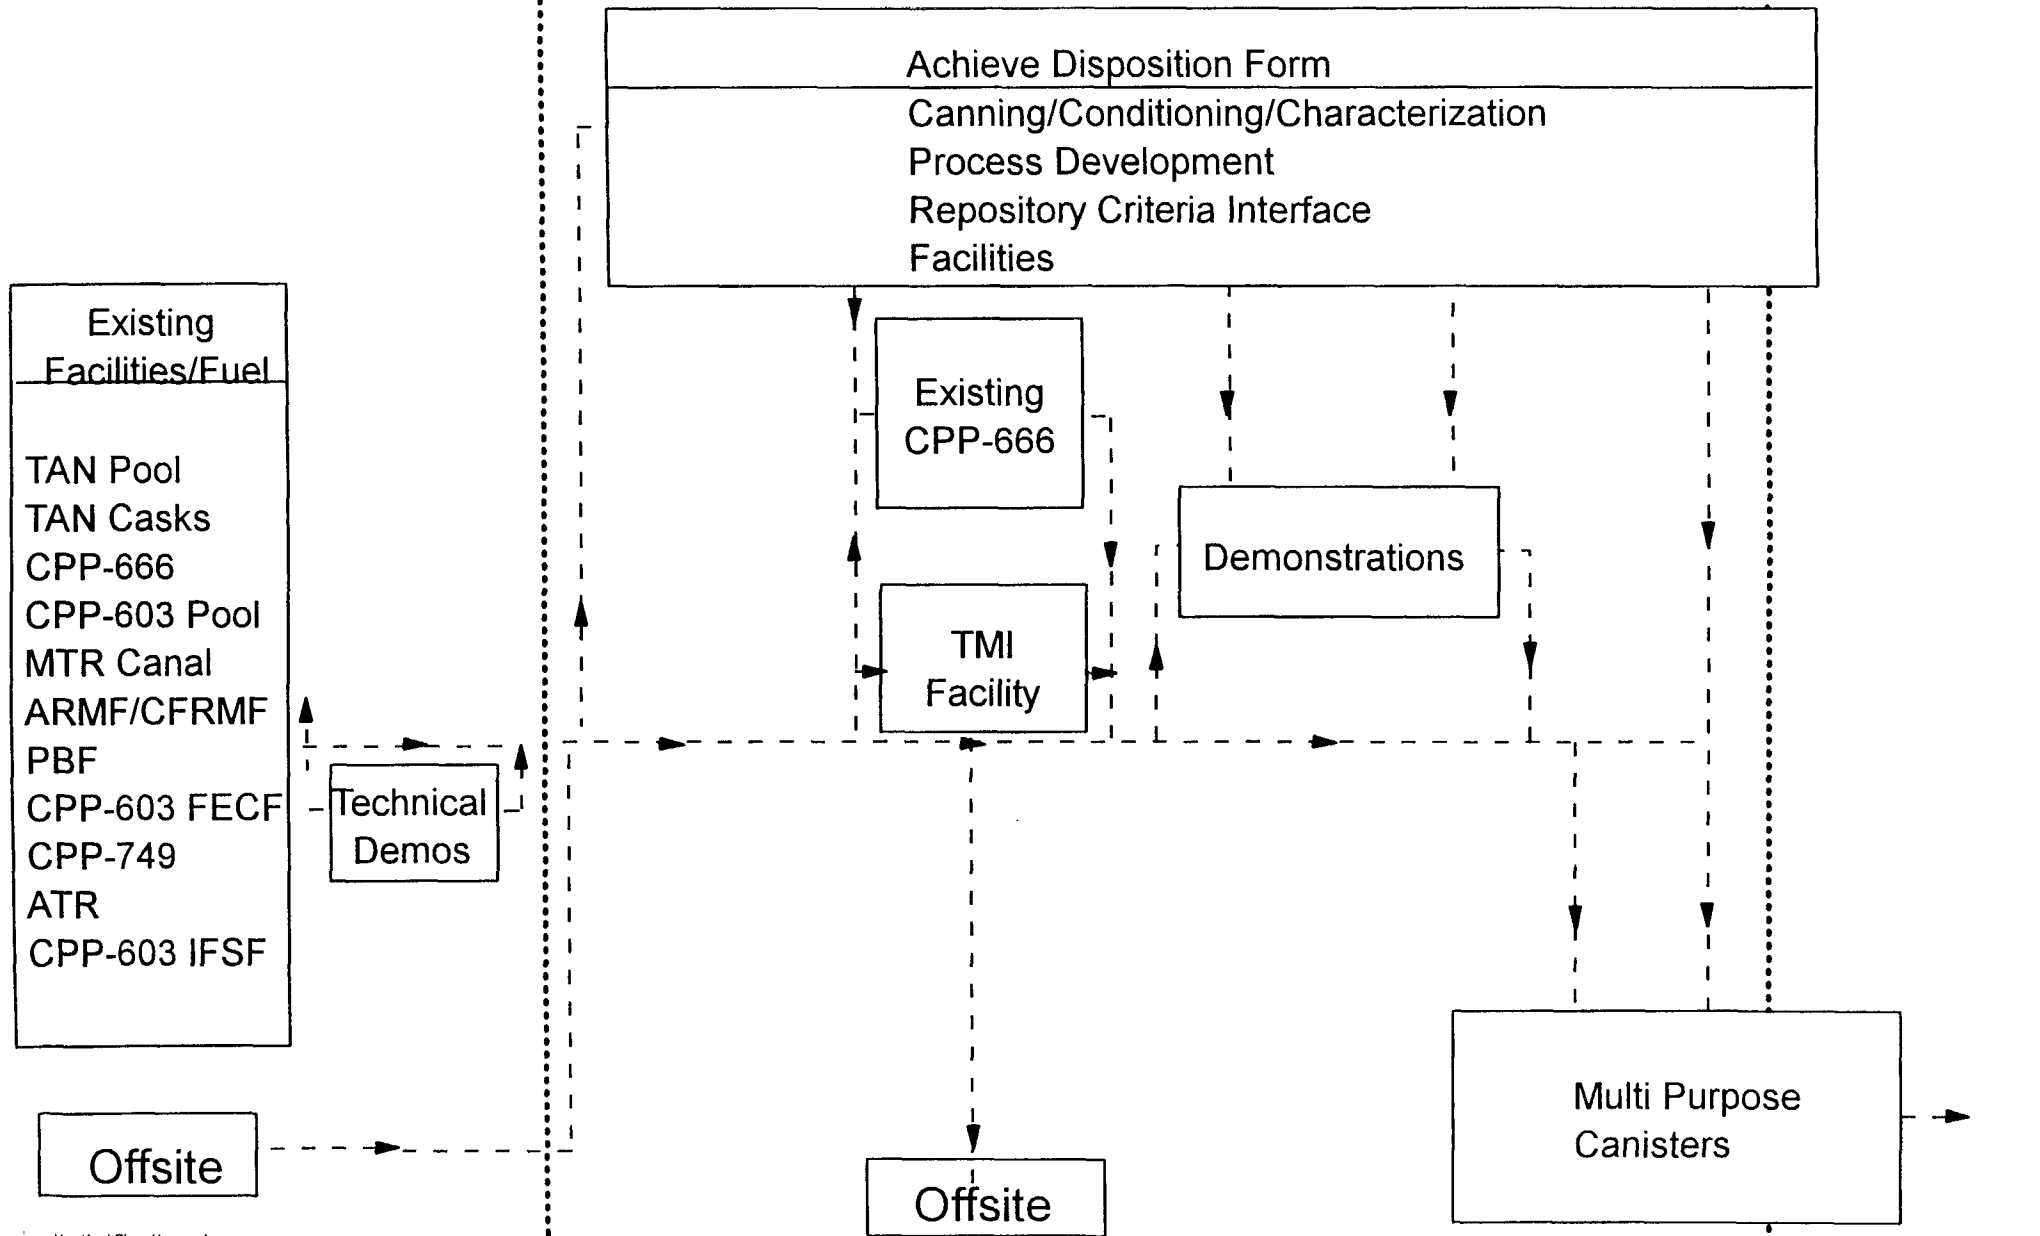 Achieve Disposition Form
Canning/Conditioning/Characterization
Process Development
Repository Criteria Interface
Facilities
Existing
Facilities/Fuel
TAN Pool
TAN Casks
CPP-666
CPP-603 Pool
MTR Canal
ARMF/CFRMF
PBF
CPP-603 FECF
CPP-749
ATR
CPP-603 IFSF
Technical
Demos
Existing
CPP-666
TMI
Facility
Demonstrations
Offsite
Offsite
Multi Purpose
Canisters